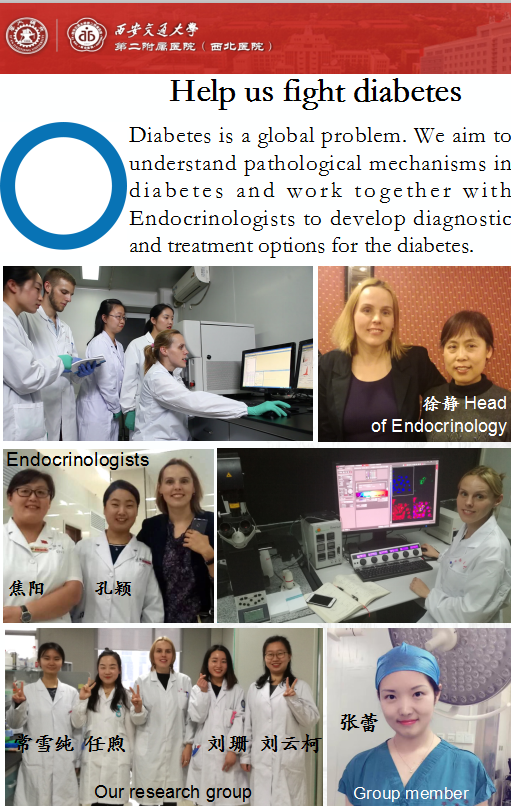 西安交通大学
第二附属医院（西北医院）
Help us fight diabetes
Diabetes is a global problem. We aim to
understand pathological mechanisms in
diabetes and work together with
Endocrinologists to develop diagnostic
and treatment options for the diabetes.
徐静 Head
of Endocrinology
Endocrinologists
焦阳 孔颖
常雪纯 任煦 刘珊 刘云柯
Our research group
张蕾
Group member